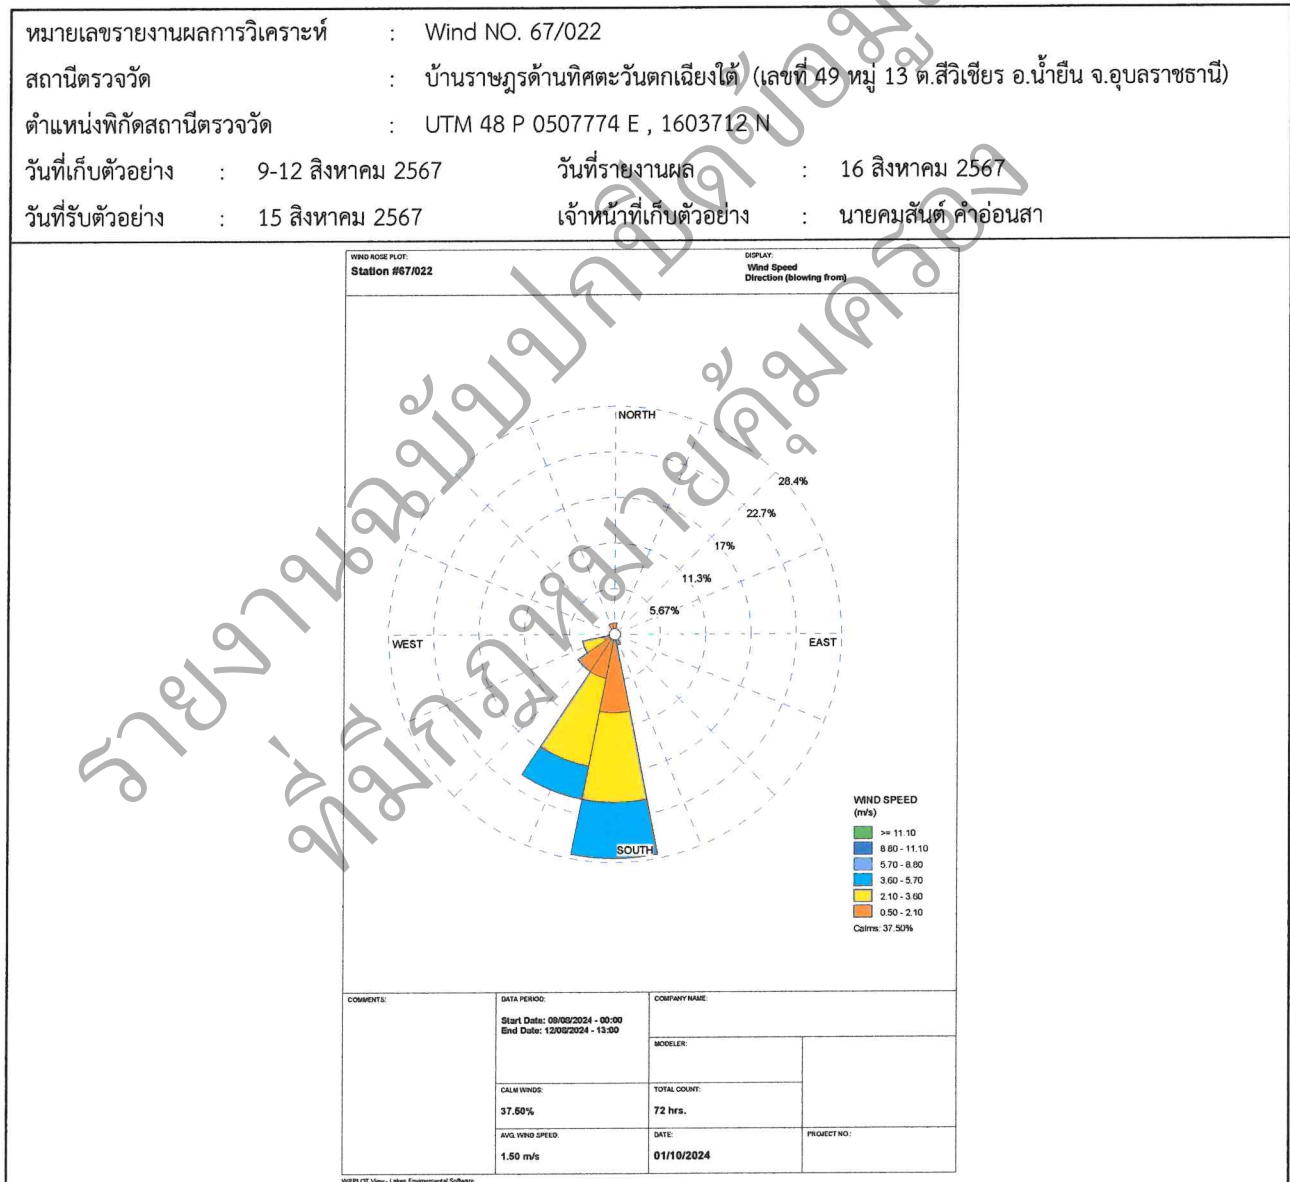 หมายเลขรายงานผลการวิเคราะห์ : Wind NO. 67/022
สถานีตรวจวัด : บ้านราษฎรด้านทิศตะวันตกเฉียงใต้ (เลขที่ 49 หมู่ 13 ต.สีวิเชียร อ.น้ำยืน จ.อุบลราชธานี)
ตำแหน่งพิกัดสถานีตรวจวัด : UTM 48 P 0507774 E , 1603712 N
วันที่เก็บตัวอย่าง : 9-12 สิงหาคม 2567 วันที่รายงานผล : 16 สิงหาคม 2567
วันที่รับตัวอย่าง : 15 สิงหาคม 2567 เจ้าหน้าที่เก็บตัวอย่าง : นายคมสันต์ คำอ่อนสา
WIND ROSE PLOT:
Station #67/022
DISPLAY:
Wind Speed
Direction (blowing from)
NORTH
28.4%
22.7%
17%
11.3%
5.67%
WEST
EAST
SOUTH
WIND SPEED
(m/s)
>= 11.10
8.80 - 11.10
5.70 - 8.80
3.60 - 5.70
2.10 - 3.60
0.50 - 2.10
Calms: 37.50%
รายงานฉบับปกปิดข้อมูล
ที่มีกฎหมายคุ้มครอง
COMMENTS:
DATA PERIOD:
Start Date: 09/08/2024 - 00:00
End Date: 12/08/2024 - 13:00
COMPANY NAME:
MODELER:
CALM WINDS:
37.50%
TOTAL COUNT:
72 hrs.
AVG. WIND SPEED:
1.50 m/s
DATE:
01/10/2024
PROJECT NO.:
WRPLOT View - Lakes Environmental Software